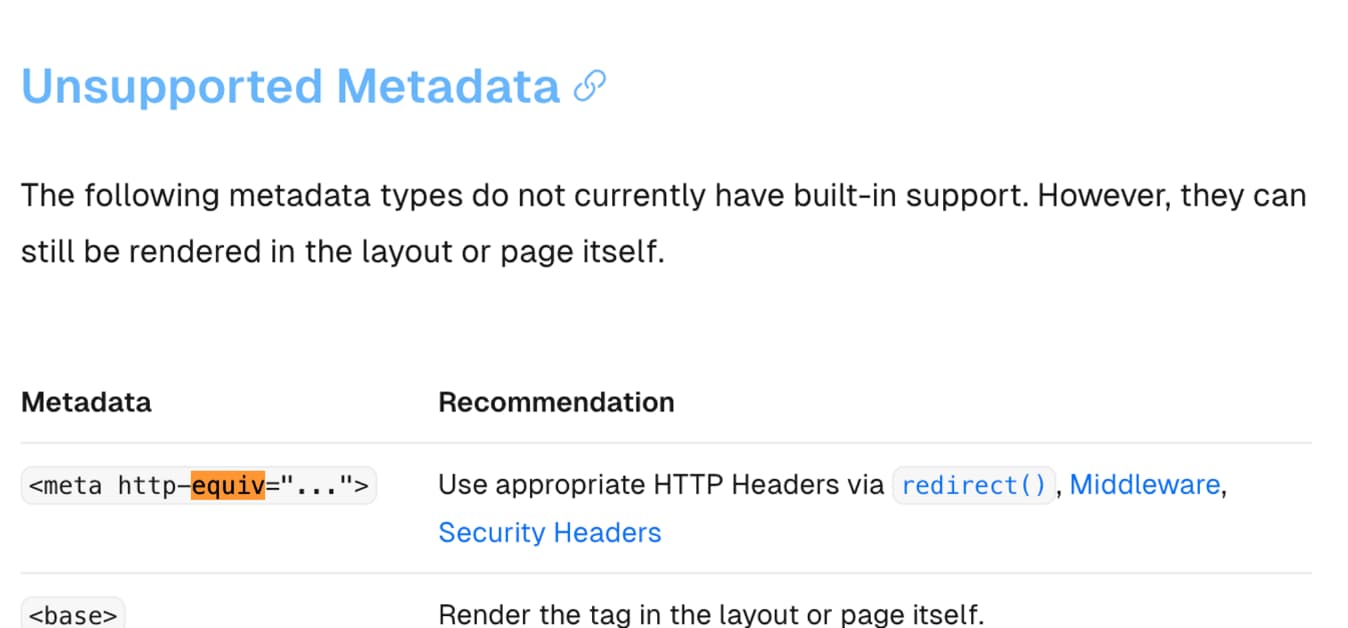 Unsupported Metadata
The following metadata types do not currently have built-in support. However, they can
still be rendered in the layout or page itself.
Metadata Recommendation
<meta http-equiv="..."> Use appropriate HTTP Headers via redirect(), Middleware,
Security Headers
<base> Render the tag in the layout or page itself.